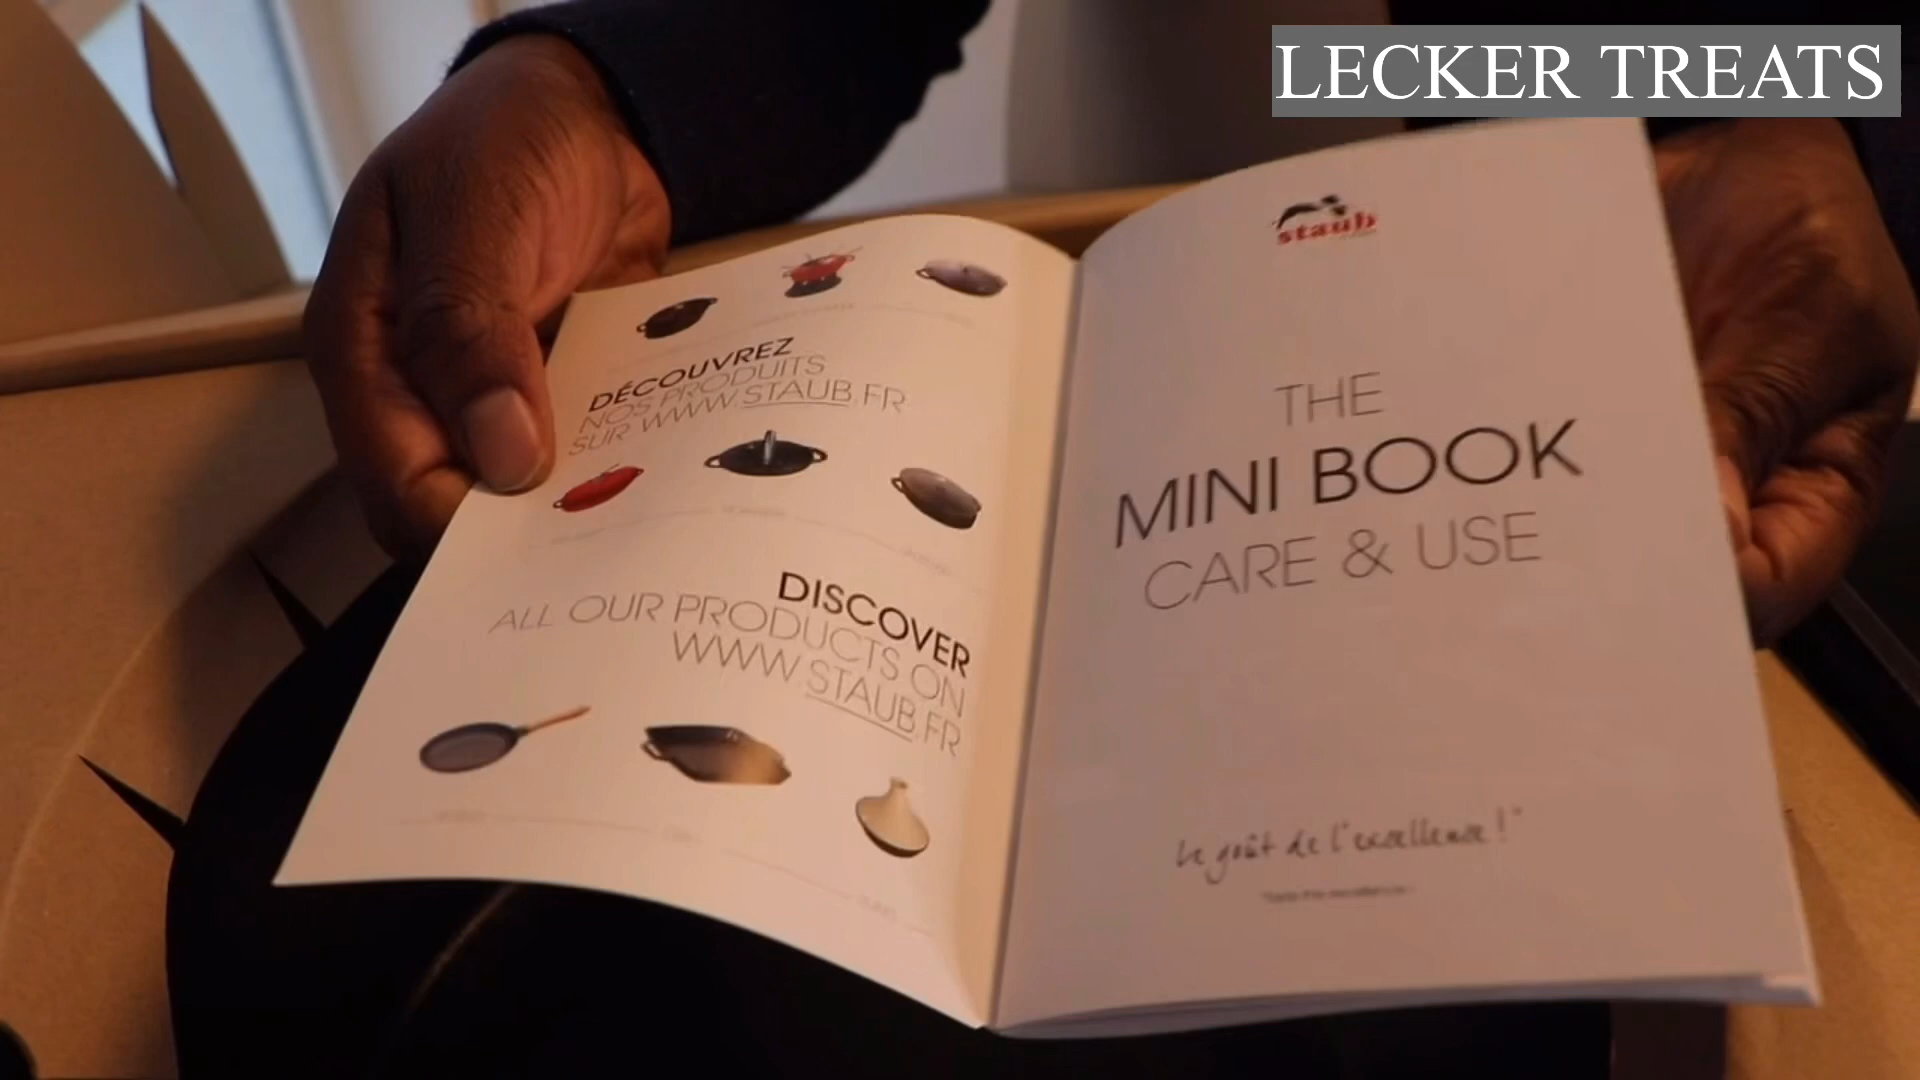 LECKER TREATS
DÉCOUVREZ
NOS PRODUITS
SUR WWW.STAUB.FR
DISCOVER
ALL OUR PRODUCTS ON
WWW.STAUB.FR
staub
THE
MINI BOOK
CARE & USE
Le goût de l'excellence !